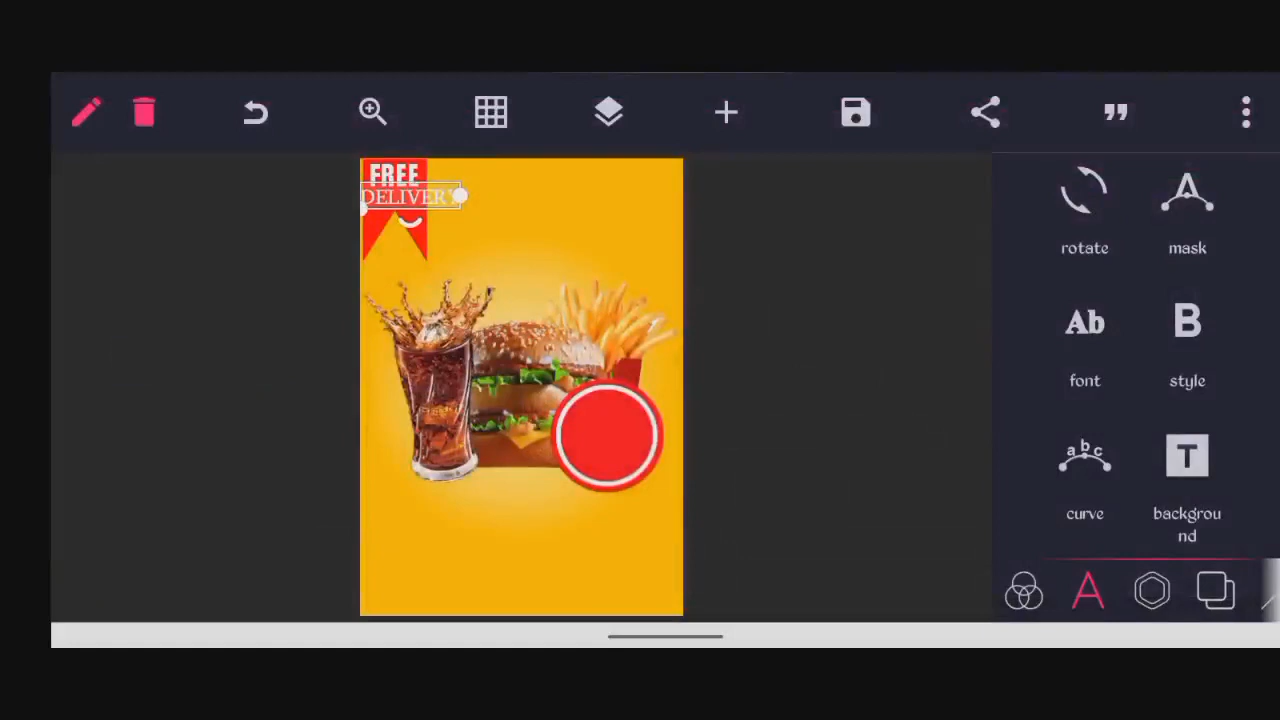 FREE
DELIVERY
rotate
mask
Ab
B
font
style
abc
T
curve
backgrou
nd
A